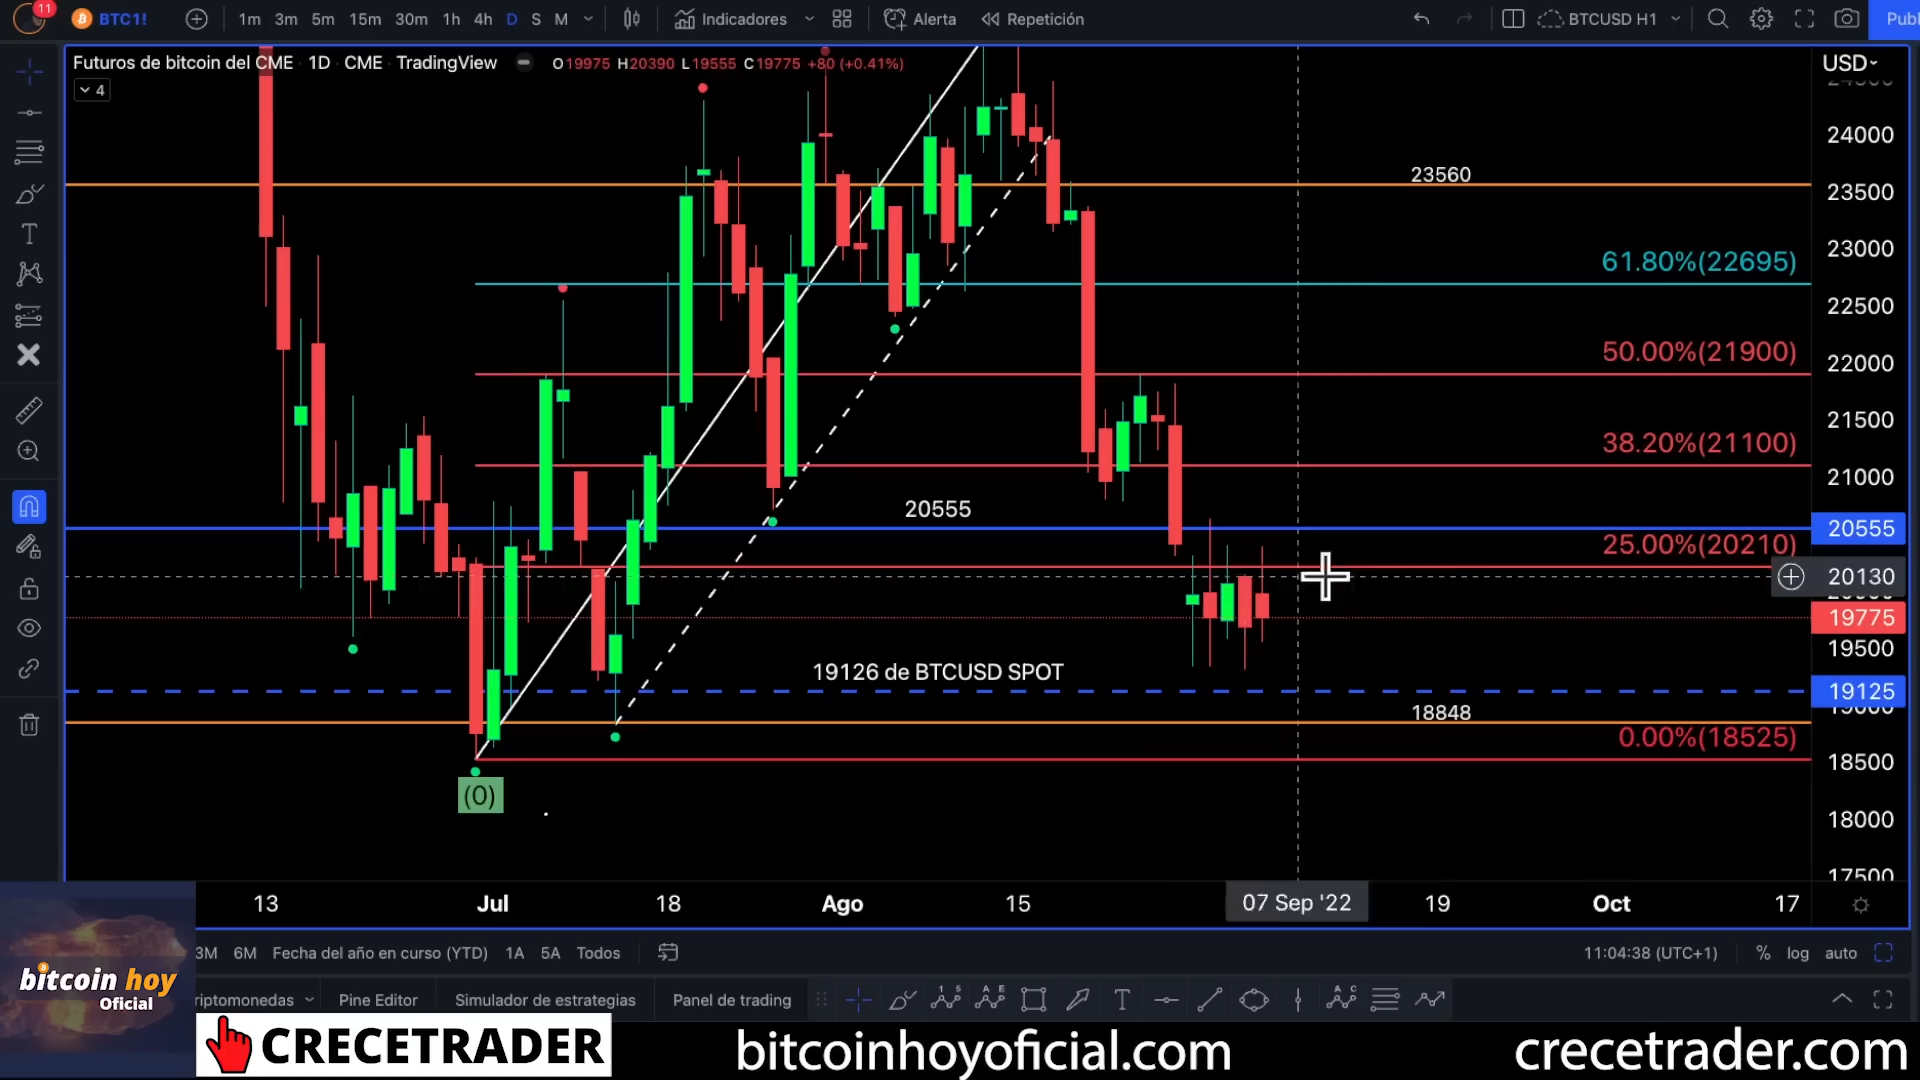 11
BTC1!
1m 3m 5m 15m 30m 1h 4h D S M
Indicadores
Alerta
Repetición
BTCUSD H1
Publ
Futuros de bitcoin del CME 1D CME TradingView
O19975 H20390 L19555 C19775 +80 (+0.41%)
4
USD
24000
23560
23500
23000
61.80%(22695)
22500
50.00%(21900)
22000
21500
38.20%(21100)
21000
20555
20555
25.00%(20210)
20130
19775
19500
19126 de BTCUSD SPOT
19125
19000
18848
0.00%(18525)
18500
(0)
18000
17500
13 Jul 18 Ago 15 07 Sep '22 19 Oct 17
3M 6M Fecha del año en curso (YTD) 1A 5A Todos
11:04:38 (UTC+1) % log auto
bitcoin hoy
Oficial
riptomonedas Pine Editor Simulador de estrategias Panel de trading
CRECETRADER
bitcoinhoyoficial.com
crecetrader.com